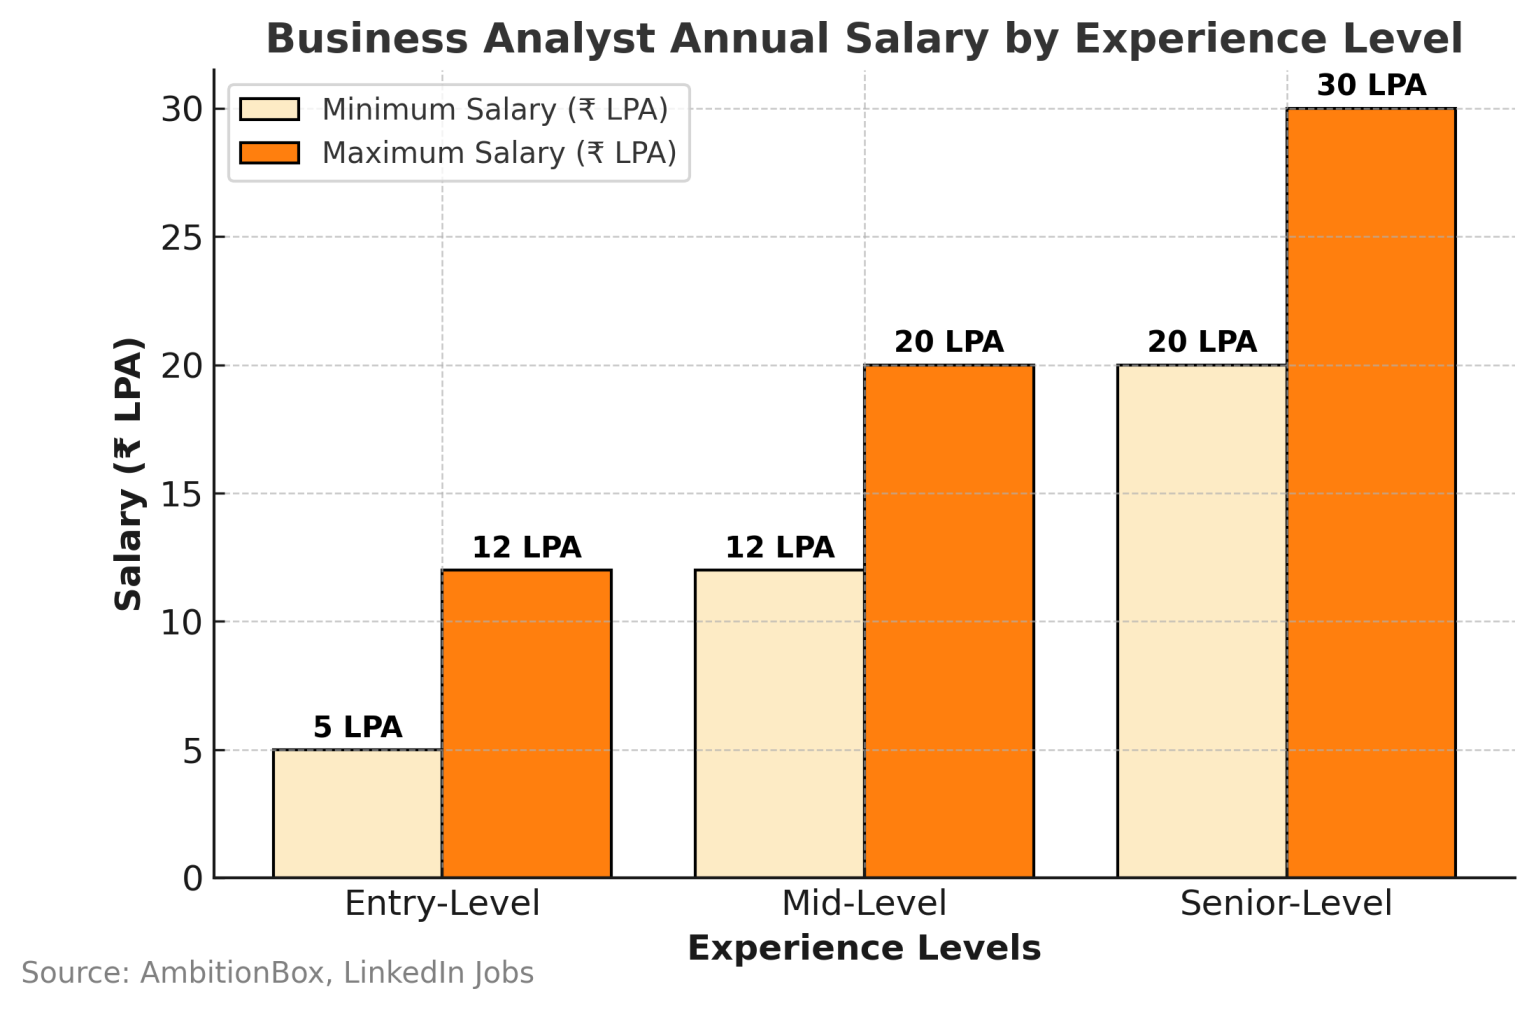 Business Analyst Annual Salary by Experience Level
Minimum Salary (₹ LPA)
Maximum Salary (₹ LPA)
Salary (₹ LPA)
30
25
20
15
10
5
0
5 LPA
12 LPA
12 LPA
20 LPA
20 LPA
30 LPA
Entry-Level
Mid-Level
Senior-Level
Experience Levels
Source: AmbitionBox, LinkedIn Jobs